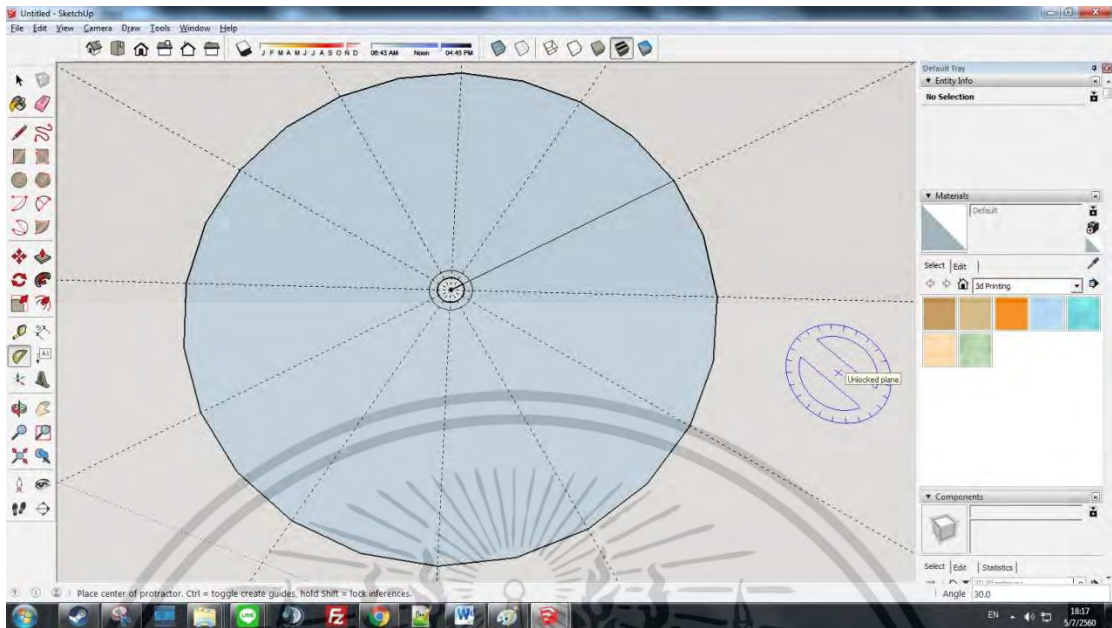 Untitled - SketchUp
File Edit View Camera Draw Tools Window Help
J F M A M J J A S O N D 06:43 AM Noon 04:45 PM
Default Tray
Entity Info
No Selection
Materials
Default
Select Edit
3d Printing
Unlocked plane
A1
Components
Select Edit Statistics
Place center of protractor. Ctrl = toggle create guides, hold Shift = lock inferences.
Angle 30.0
EN
18:17
5/7/2560